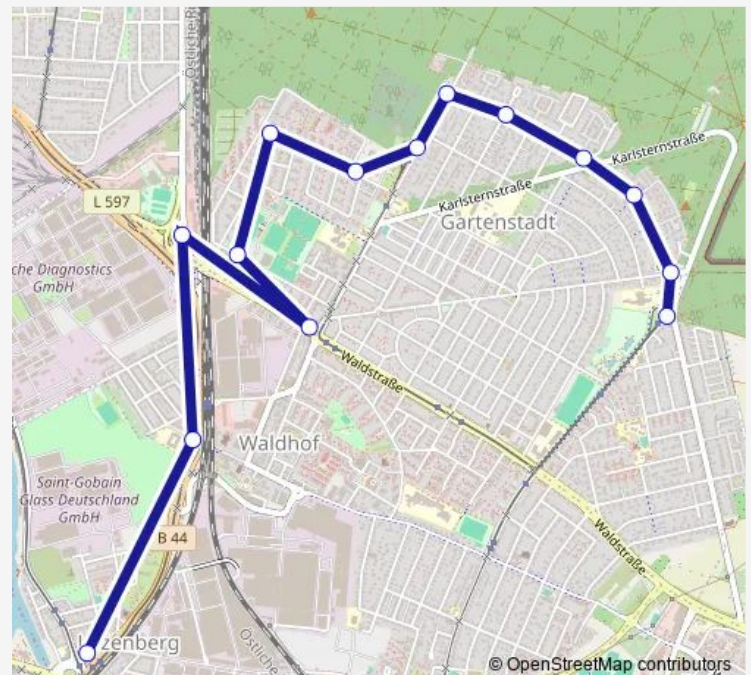 Östliche R
L 597
Karlsternstraße
Karlsternstraße
Gartenstadt
che Diagnostics
GmbH
Waldstraße
Waldhof
Saint-Gobain
Glass Deutschland
GmbH
B 44
Waldstraße
zenberg
Östliche
© OpenStreetMap contributors